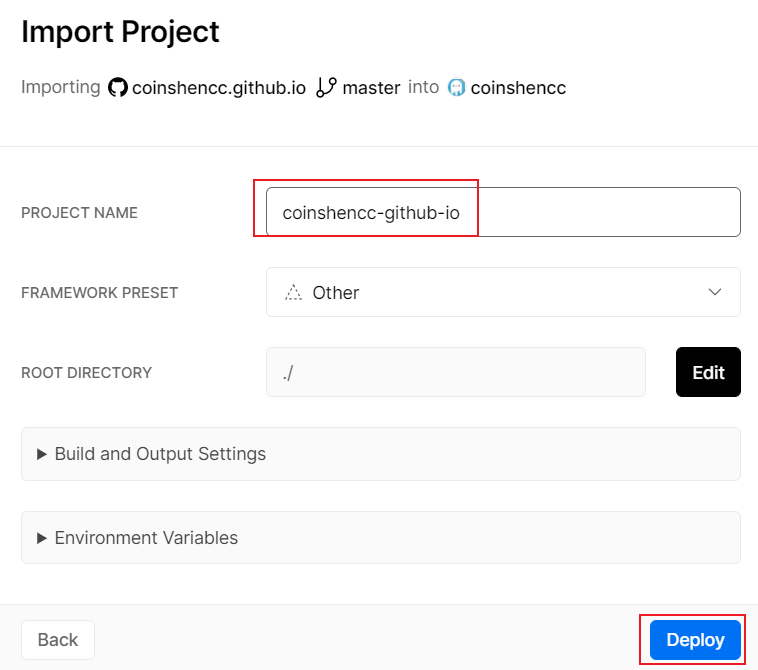 Import Project
Importing coinshencc.github.io master into coinshencc
PROJECT NAME coinshencc-github-io
FRAMEWORK PRESET Other
ROOT DIRECTORY ./ Edit
Build and Output Settings
Environment Variables
Back Deploy